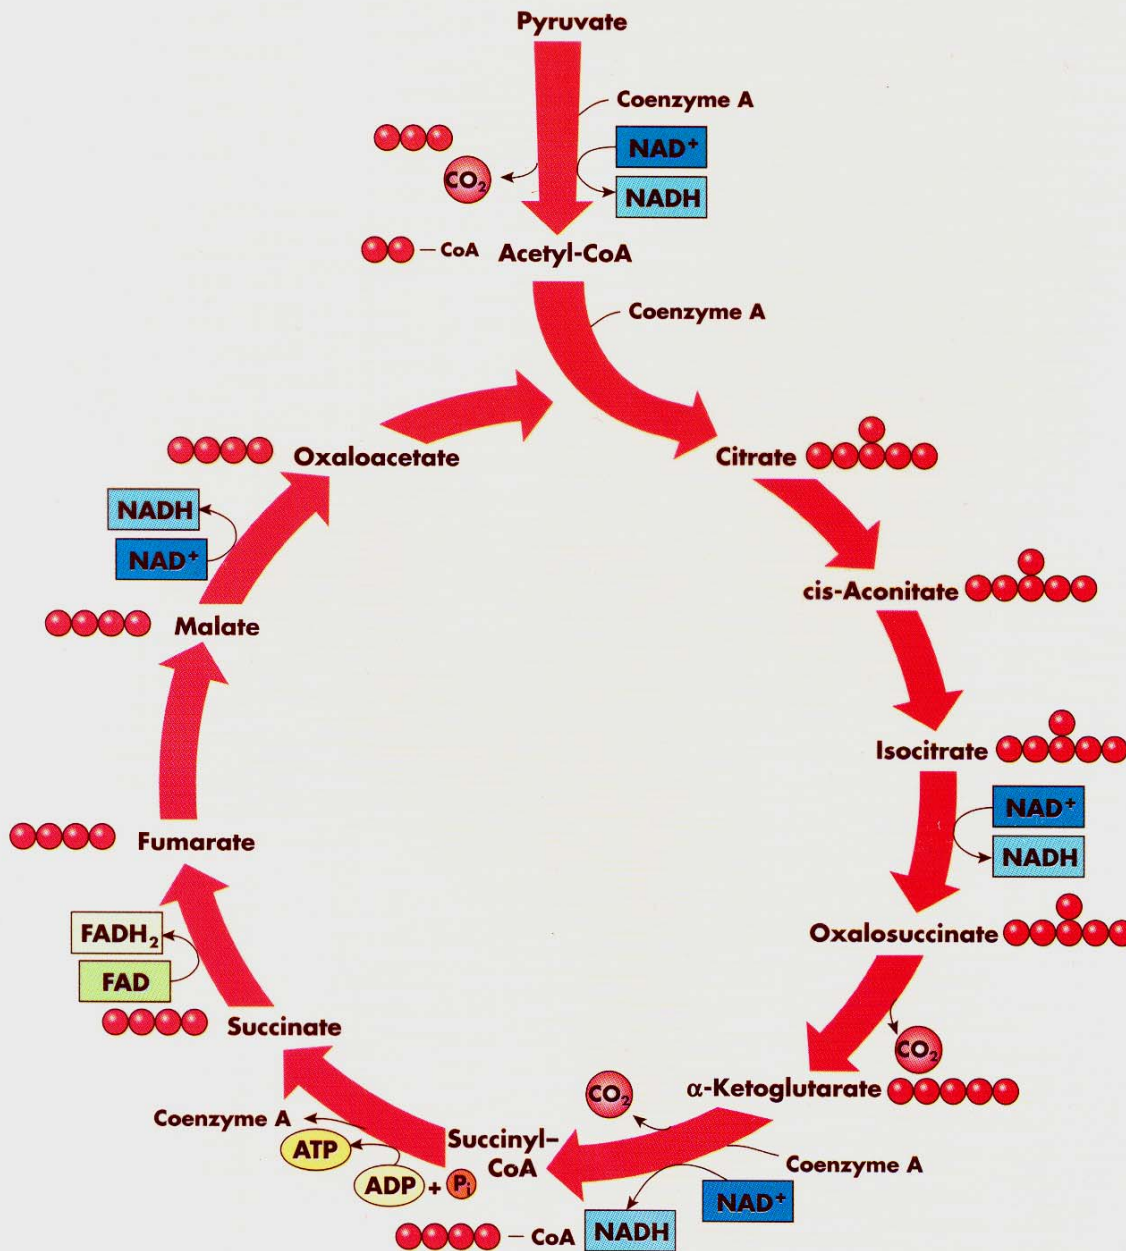 Pyruvate
Coenzyme A
NAD⁺
CO₂
NADH
– CoA Acetyl-CoA
Coenzyme A
Oxaloacetate
Citrate
NADH
NAD⁺
cis-Aconitate
Malate
Isocitrate
NAD⁺
NADH
Fumarate
Oxalosuccinate
FADH₂
FAD
Succinate
CO₂
α-Ketoglutarate
CO₂
Coenzyme A
Succinyl–
CoA
ATP
ADP + Pᵢ
Coenzyme A
NAD⁺
NADH
– CoA